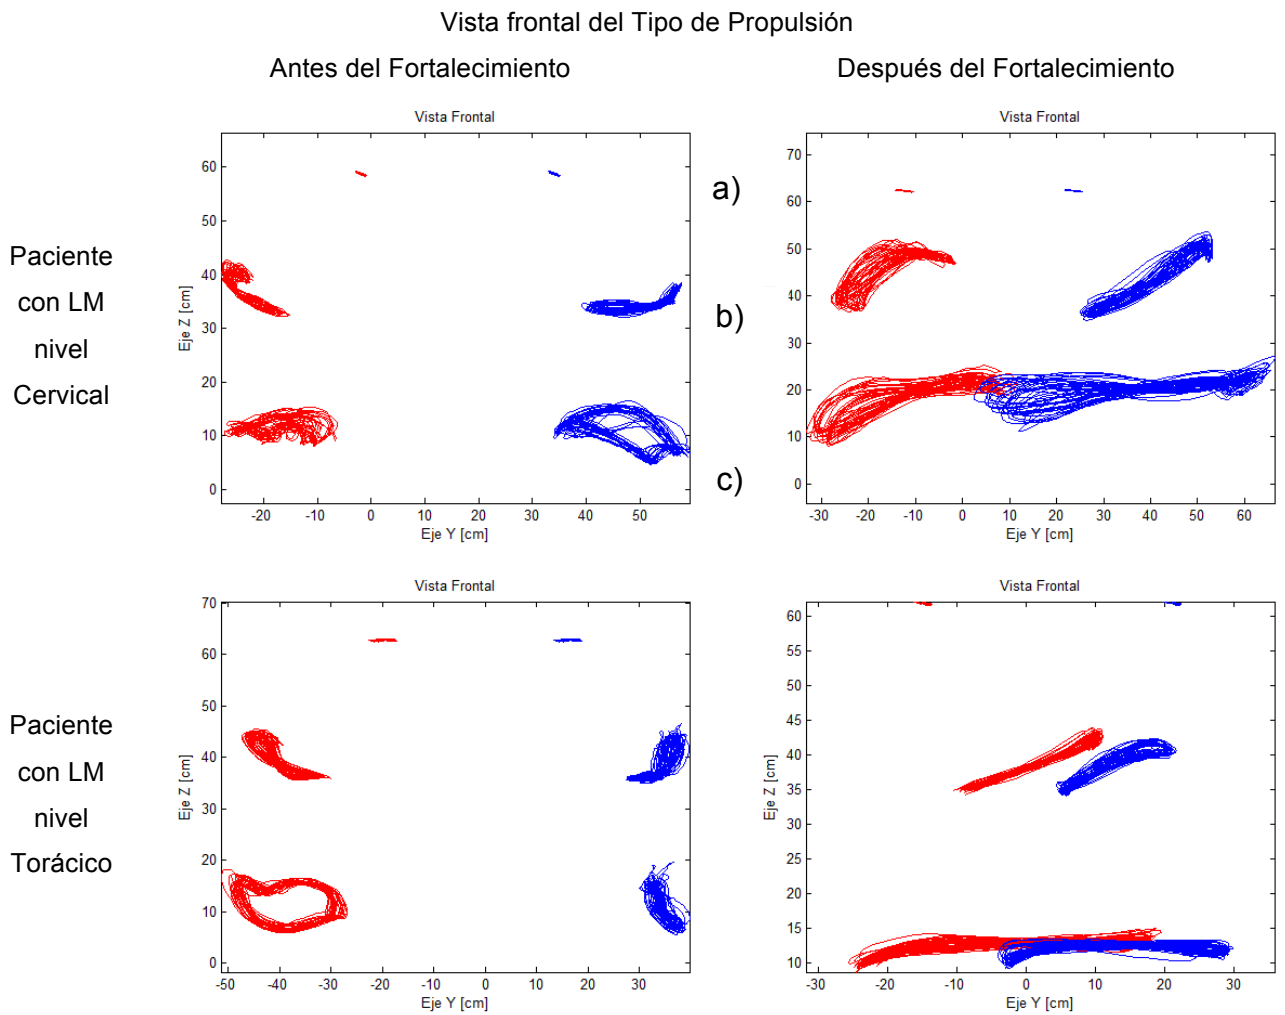 Vista frontal del Tipo de Propulsión
Antes del Fortalecimiento
Después del Fortalecimiento
Paciente
con LM
nivel
Cervical
Vista Frontal
Eje Z [cm]
60
50
40
30
20
10
0
-20 -10 0 10 20 30 40 50
Eje Y [cm]
a)
b)
c)
Vista Frontal
Eje Z [cm]
70
60
50
40
30
20
10
0
-30 -20 -10 0 10 20 30 40 50 60
Eje Y [cm]
Paciente
con LM
nivel
Torácico
Vista Frontal
Eje Z [cm]
70
60
50
40
30
20
10
0
-50 -40 -30 -20 -10 0 10 20 30
Eje Y [cm]
Vista Frontal
Eje Z [cm]
60
55
50
45
40
35
30
25
20
15
10
-30 -20 -10 0 10 20 30
Eje Y [cm]